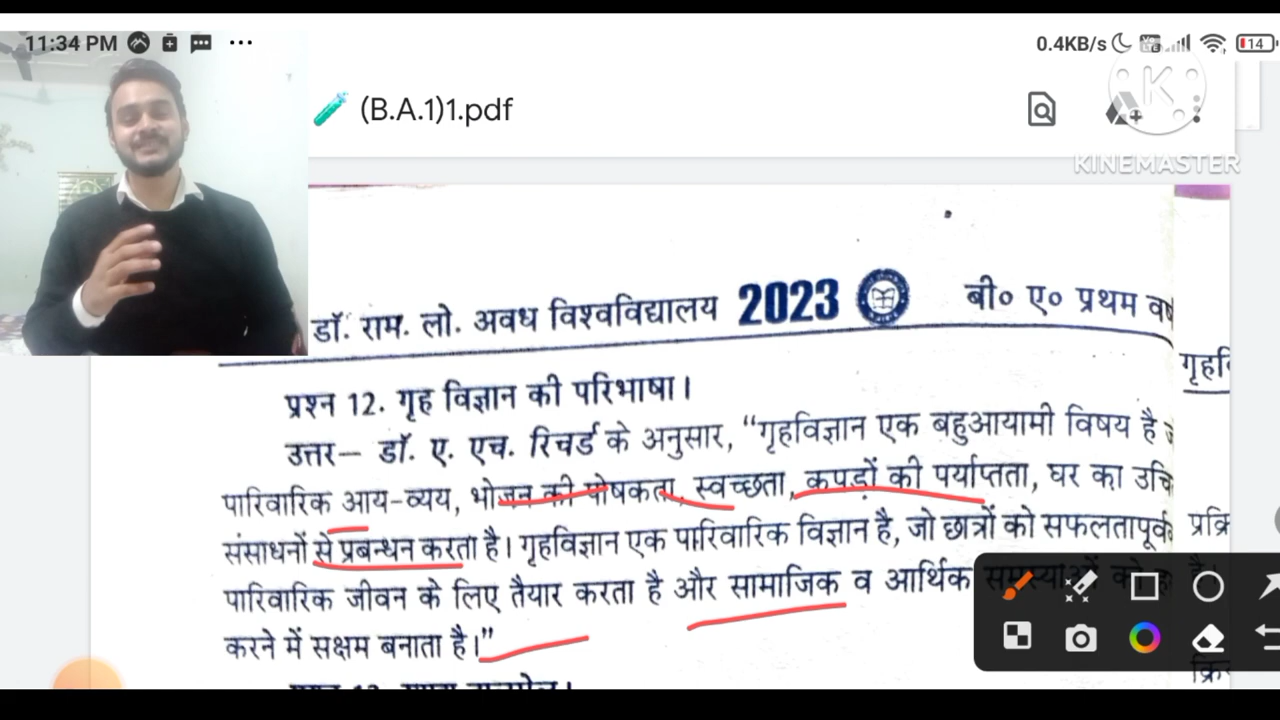 11:34 PM
0.4KB/s
14
(B.A.1)1.pdf
KINEMASTER
डॉ. राम. लो. अवध विश्वविद्यालय 2023 बी० ए० प्रथम
प्रश्न 12. गृह विज्ञान की परिभाषा।
उत्तर– डॉ. ए. एच. रिचर्ड के अनुसार, “गृहविज्ञान एक बहुआयामी विषय है
पारिवारिक आय-व्यय, भोजन की पोषकता, स्वच्छता, कपड़ों की पर्याप्तता, घर का
संसाधनों से प्रबन्धन करता है। गृहविज्ञान एक पारिवारिक विज्ञान है, जो छात्रों को
पारिवारिक जीवन के लिए तैयार करता है और सामाजिक व आर्थिक समस्याओं को
करने में सक्षम बनाता है।”